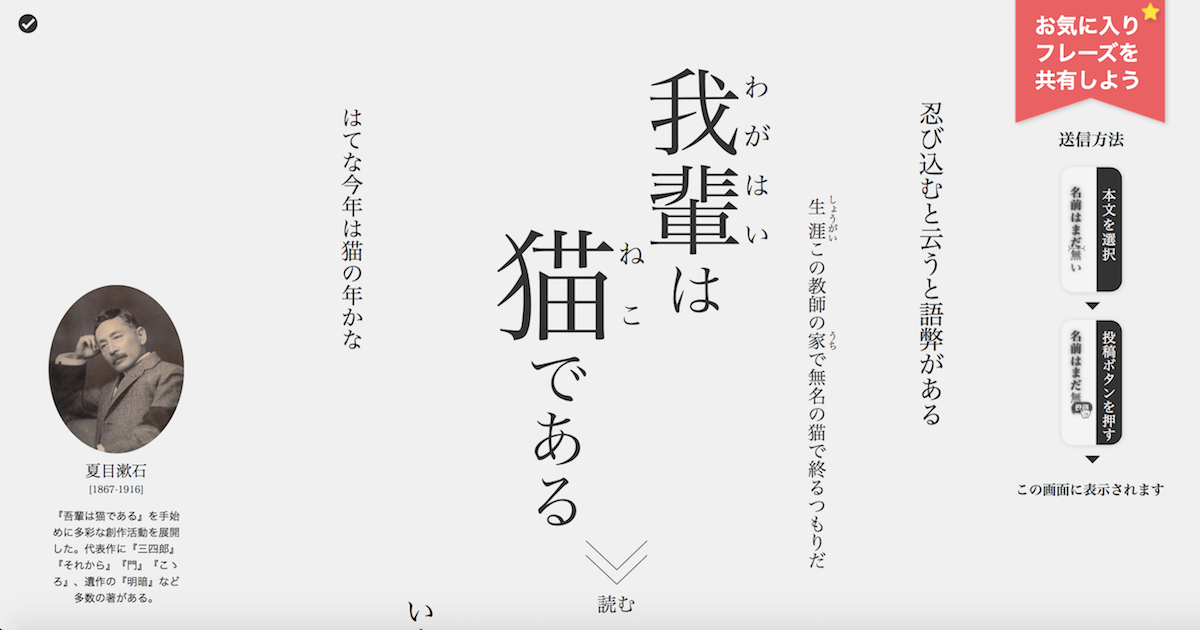 お気に入り
フレーズを
共有しよう
送信方法
本文を選択
名前はまだ無い
投稿ボタンを押す
名前はまだ無
この画面に表示されます
忍び込むと云うと語弊がある
生涯この教師の家で無名の猫で終るつもりだ
しょうがい
うち
我輩は
わがはい
猫である
ねこ
読む
い
はてな今年は猫の年かな
夏目漱石
[1867-1916]
『吾輩は猫である』を手始
めに多彩な創作活動を展開
した。代表作に『三四郎』
『それから』『門』『こゝ
ろ』、遺作の『明暗』など
多数の著がある。